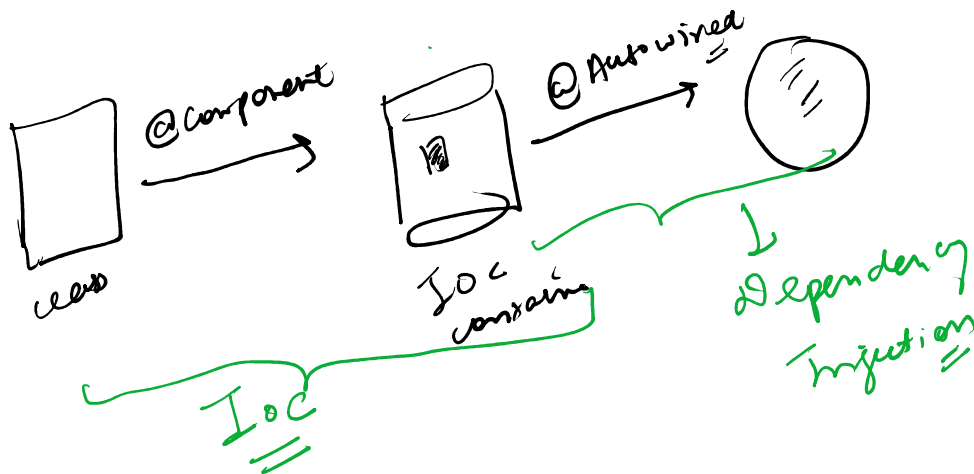 @Component
@Autowired
class
IOC
container
Dependency
Injection
IoC